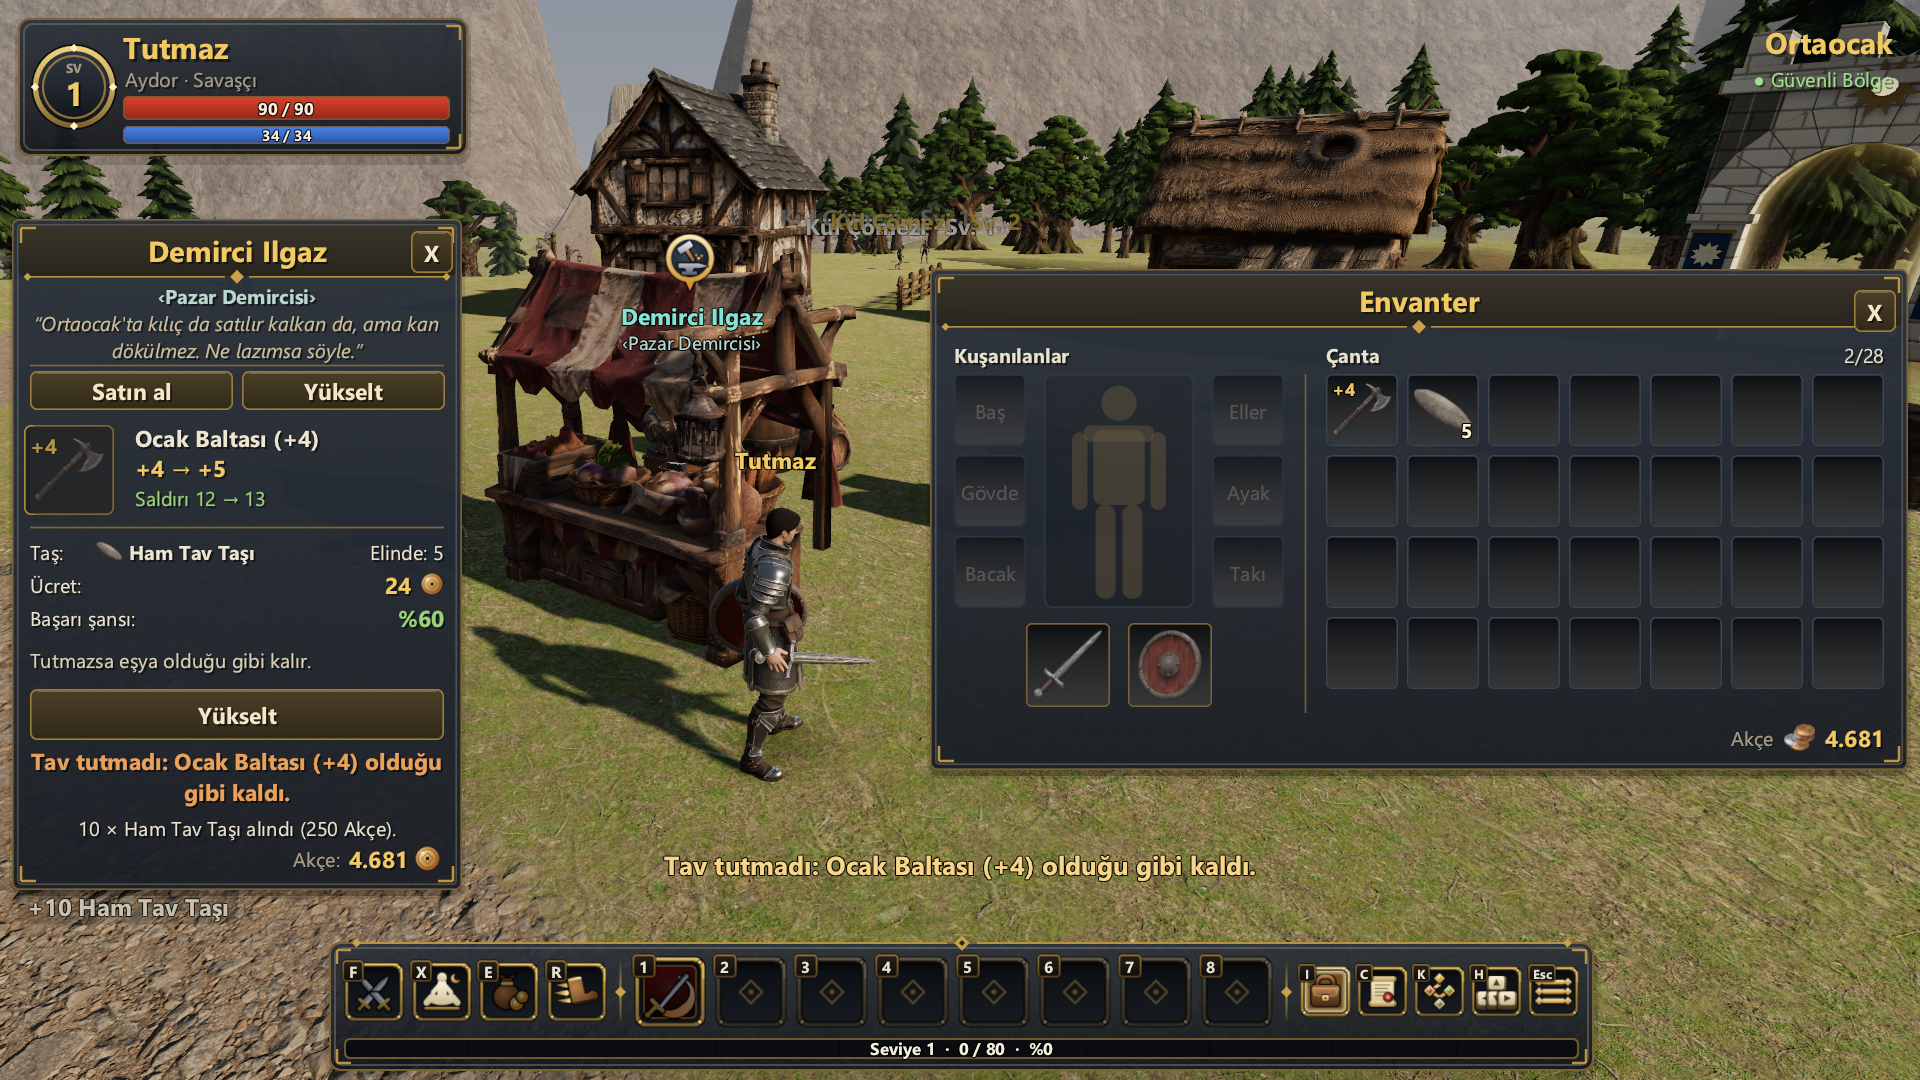 SV
1
Tutmaz
Aydor · Savaşçı
90 / 90
34 / 34
Ortaocak
Güvenli Bölge
Demirci Ilgaz
X
‹Pazar Demircisi›
“Ortaocak'ta kılıç da satılır kalkan da, ama kan
dökülmez. Ne lazımsa söyle.”
Satın al
Yükselt
+4
Ocak Baltası (+4)
+4 → +5
Saldırı 12 → 13
Taş:
Ham Tav Taşı
Elinde: 5
Ücret:
24
Başarı şansı:
%60
Tutmazsa eşya olduğu gibi kalır.
Yükselt
Tav tutmadı: Ocak Baltası (+4) olduğu
gibi kaldı.
10 × Ham Tav Taşı alındı (250 Akçe).
Akçe: 4.681
+10 Ham Tav Taşı
Demirci Ilgaz
‹Pazar Demircisi›
Tutmaz
Envanter
X
Kuşanılanlar
Baş
Gövde
Bacak
Eller
Ayak
Takı
Çanta
2/28
+4
5
Akçe
4.681
Tav tutmadı: Ocak Baltası (+4) olduğu gibi kaldı.
F
X
E
R
1
2
3
4
5
6
7
8
I
C
K
H
Esc
Seviye 1 · 0 / 80 · %0